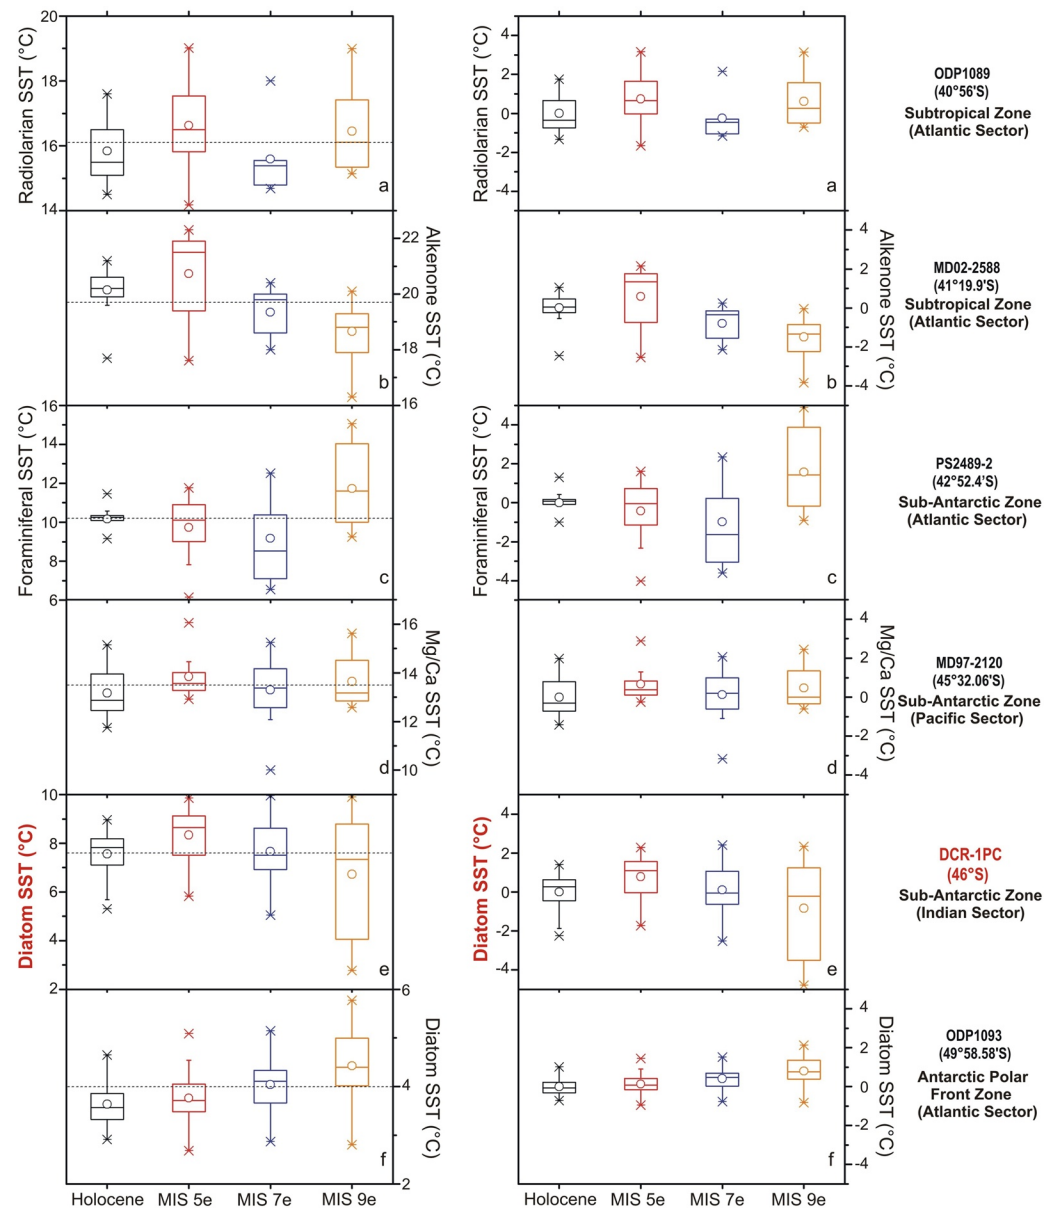 20
18
16
14
Radiolarian SST (°C)
a
4
2
0
-2
-4
Radiolarian SST (°C)
a
ODP1089
(40°56'S)
Subtropical Zone
(Atlantic Sector)
22
20
18
16
Alkenone SST (°C)
b
4
2
0
-2
-4
Alkenone SST (°C)
b
MD02-2588
(41°19.9'S)
Subtropical Zone
(Atlantic Sector)
16
14
12
10
8
6
Foraminiferal SST (°C)
c
4
2
0
-2
-4
Foraminiferal SST (°C)
c
PS2489-2
(42°52.4'S)
Sub-Antarctic Zone
(Atlantic Sector)
16
14
12
10
Mg/Ca SST (°C)
d
4
2
0
-2
-4
Mg/Ca SST (°C)
d
MD97-2120
(45°32.06'S)
Sub-Antarctic Zone
(Pacific Sector)
10
8
6
4
2
Diatom SST (°C)
e
4
2
0
-2
-4
Diatom SST (°C)
e
DCR-1PC
(46°S)
Sub-Antarctic Zone
(Indian Sector)
6
4
2
Diatom SST (°C)
f
4
2
0
-2
-4
Diatom SST (°C)
f
ODP1093
(49°58.58'S)
Antarctic Polar
Front Zone
(Atlantic Sector)
Holocene MIS 5e MIS 7e MIS 9e
Holocene MIS 5e MIS 7e MIS 9e